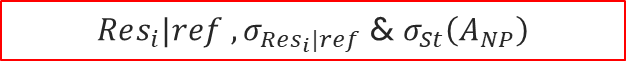 Res_i|ref , σ_{Res_i|ref} & σ_{St}(A_{NP})